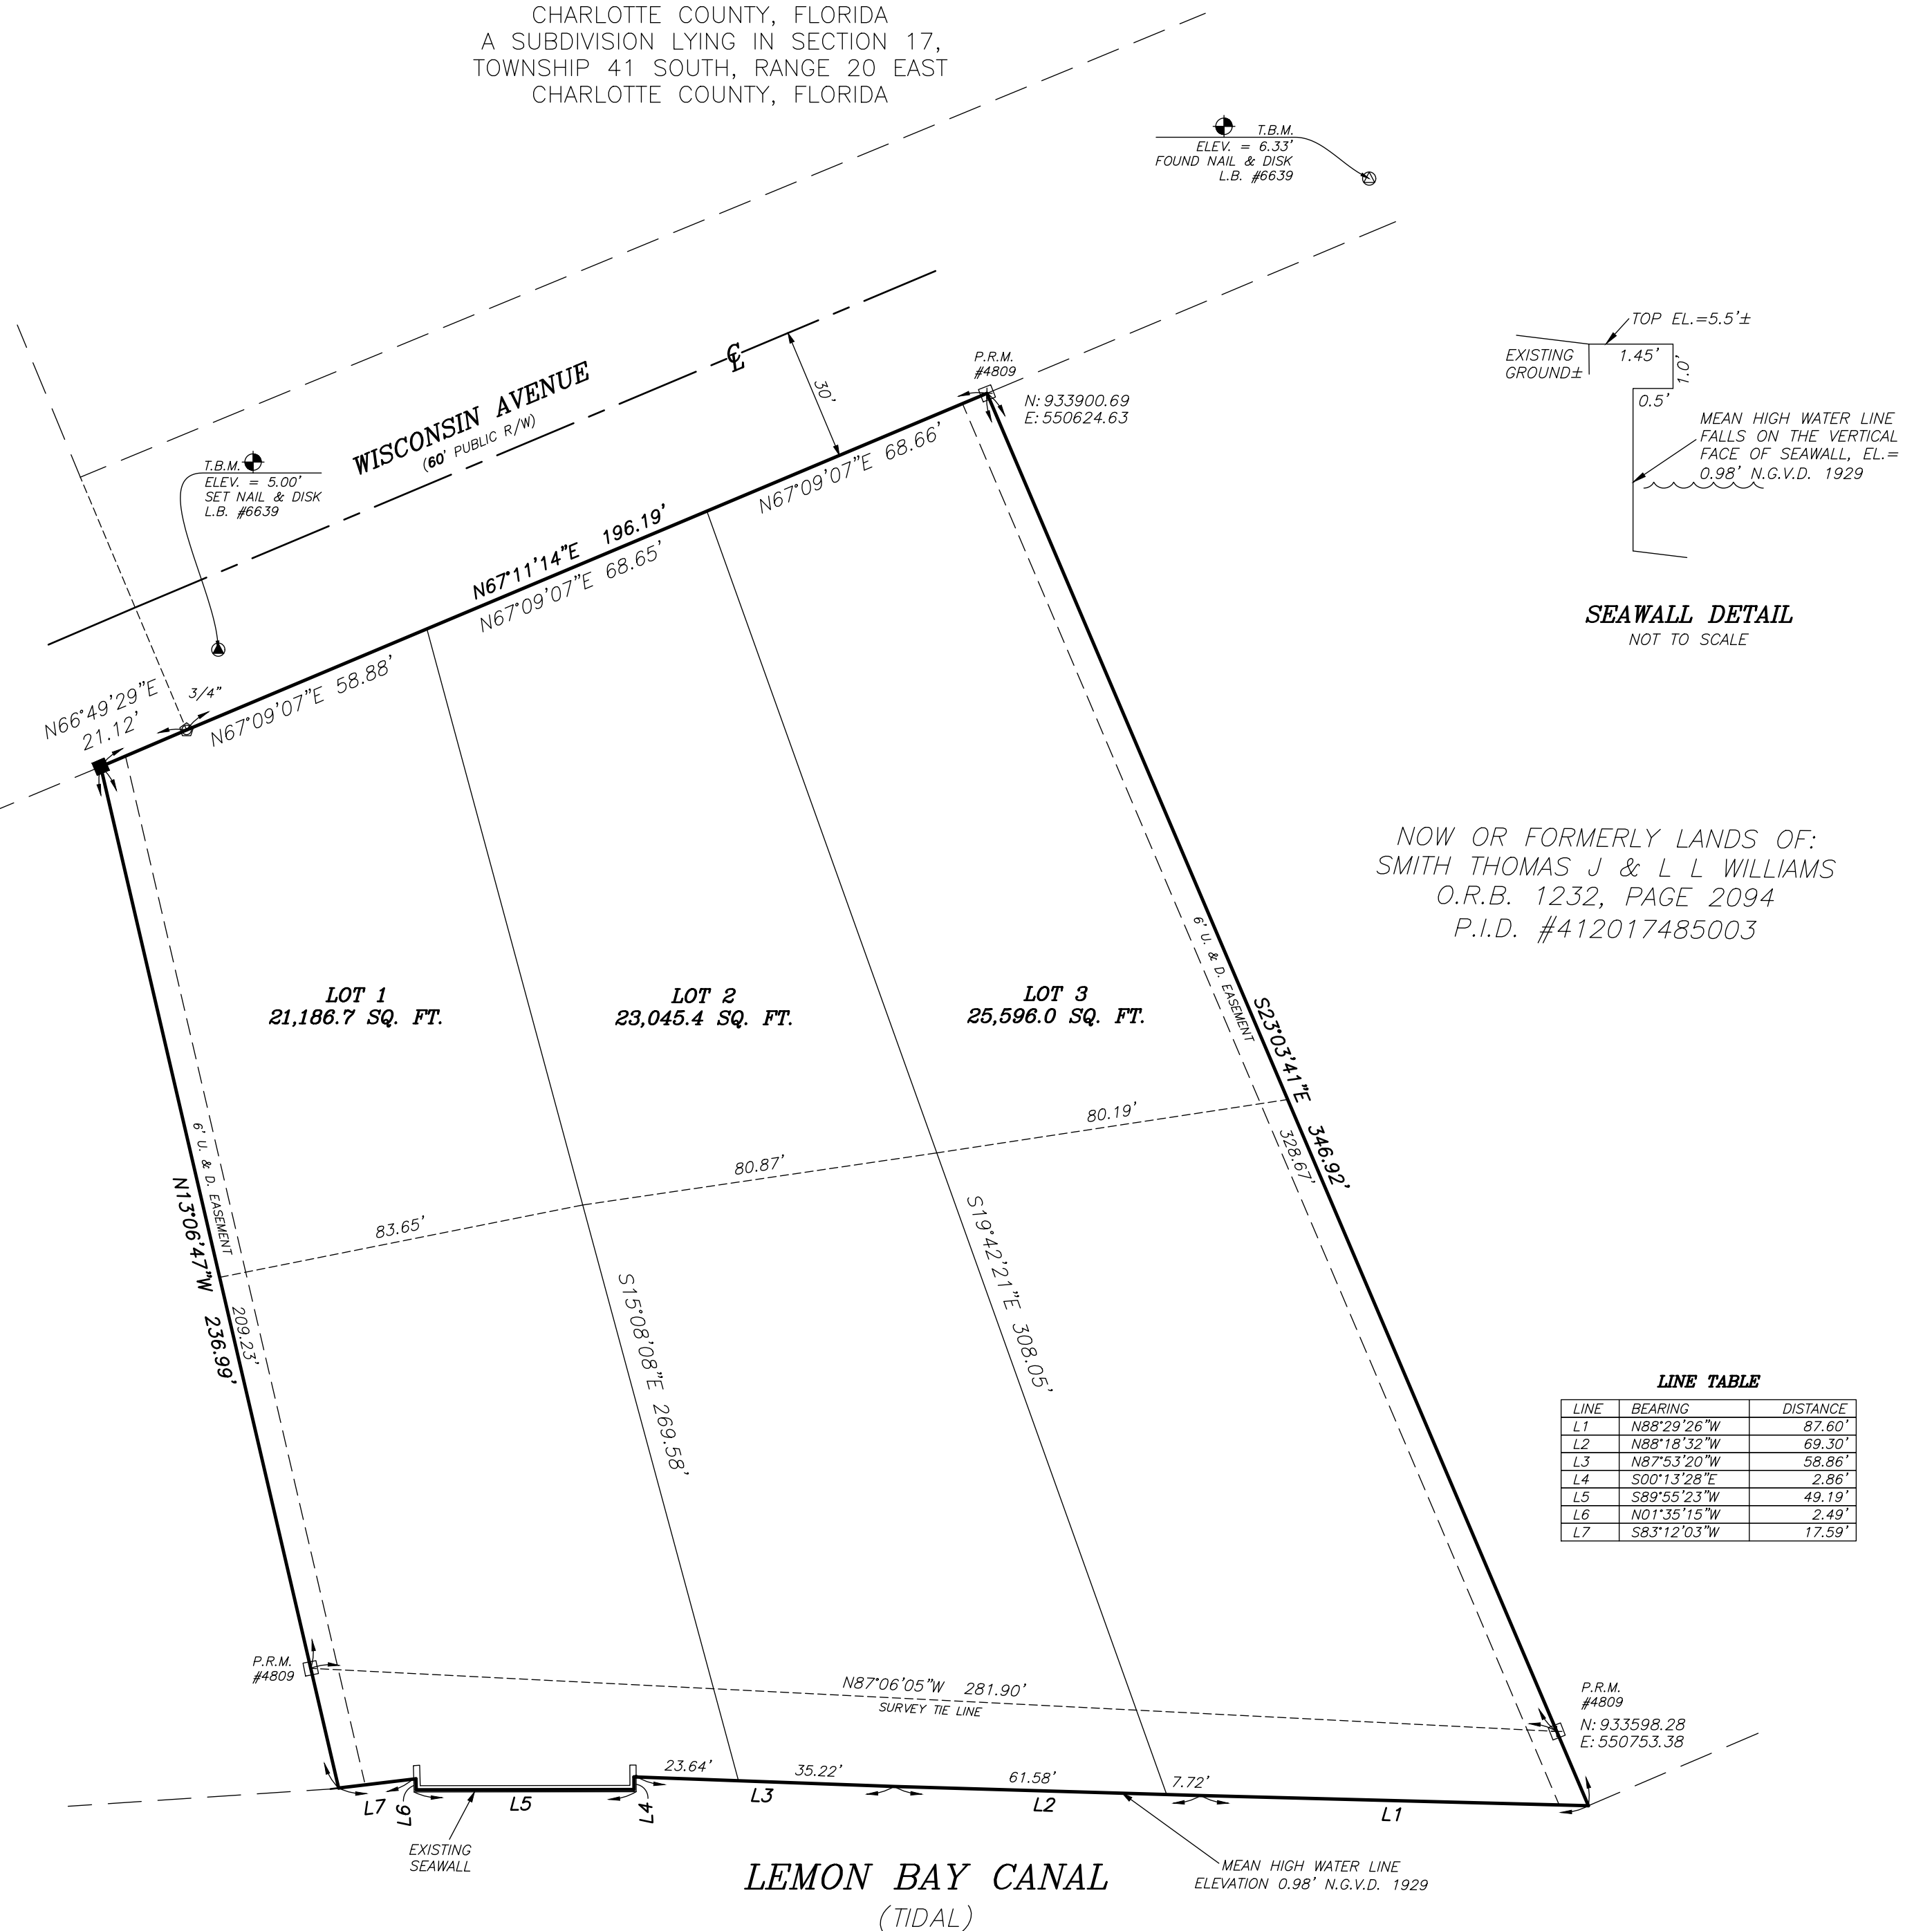 CHARLOTTE COUNTY, FLORIDA
A SUBDIVISION LYING IN SECTION 17,
TOWNSHIP 41 SOUTH, RANGE 20 EAST
CHARLOTTE COUNTY, FLORIDA
T.B.M.
ELEV. = 6.33'
FOUND NAIL & DISK
L.B. #6639
TOP EL.=5.5'±
EXISTING
GROUND±
1.45'
1.0'
0.5'
MEAN HIGH WATER LINE
FALLS ON THE VERTICAL
FACE OF SEAWALL, EL.=
0.98' N.G.V.D. 1929
SEAWALL DETAIL
NOT TO SCALE
WISCONSIN AVENUE
(60' PUBLIC R/W)
℄
30'
P.R.M.
#4809
N: 933900.69
E: 550624.63
T.B.M.
ELEV. = 5.00'
SET NAIL & DISK
L.B. #6639
N67°11'14"E 196.19'
N67°09'07"E 68.66'
N67°09'07"E 68.65'
N67°09'07"E 58.88'
3/4"
N66°49'29"E
21.12'
NOW OR FORMERLY LANDS OF:
SMITH THOMAS J & L L WILLIAMS
O.R.B. 1232, PAGE 2094
P.I.D. #412017485003
LOT 1
21,186.7 SQ. FT.
LOT 2
23,045.4 SQ. FT.
LOT 3
25,596.0 SQ. FT.
6' U. & D. EASEMENT
S23°03'41"E 346.92'
328.67'
6' U. & D. EASEMENT
N13°06'47"W 236.99'
209.23'
83.65'
80.87'
80.19'
S15°08'08"E 269.58'
S19°42'21"E 308.05'
LINE TABLE
LINE BEARING DISTANCE
L1 N88°29'26"W 87.60'
L2 N88°18'32"W 69.30'
L3 N87°53'20"W 58.86'
L4 S00°13'28"E 2.86'
L5 S89°55'23"W 49.19'
L6 N01°35'15"W 2.49'
L7 S83°12'03"W 17.59'
P.R.M.
#4809
N87°06'05"W 281.90'
SURVEY TIE LINE
P.R.M.
#4809
N: 933598.28
E: 550753.38
23.64'
35.22'
61.58'
7.72'
L7
L6
L5
L4
L3
L2
L1
EXISTING
SEAWALL
MEAN HIGH WATER LINE
ELEVATION 0.98' N.G.V.D. 1929
LEMON BAY CANAL
(TIDAL)